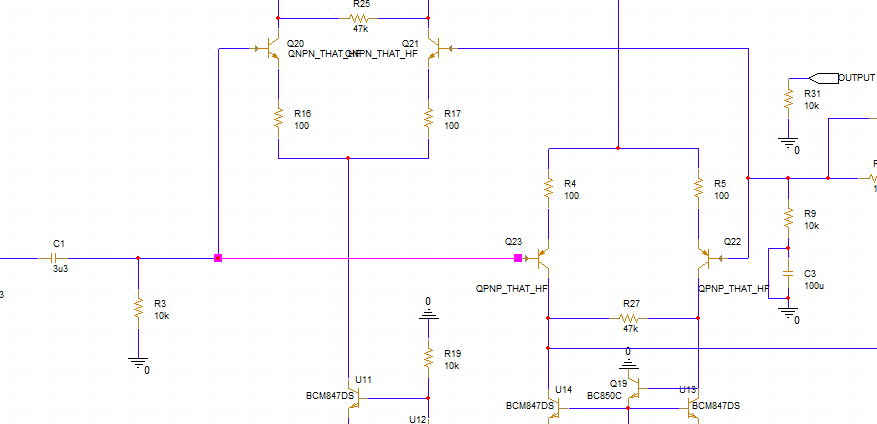 R25
47k
Q20
Q21
QNPN_THAT_HF
QNPN_THAT_HF
OUTPUT
R31
10k
0
R16
100
R17
100
R4
100
R5
100
R9
10k
C1
3u3
Q23
Q22
C3
100u
QPNP_THAT_HF
QPNP_THAT_HF
R3
10k
3
R27
47k
0
0
0
R19
10k
0
U11
BCM847DS
U12
U14
BCM847DS
Q19
BC850C
U13
BCM847DS